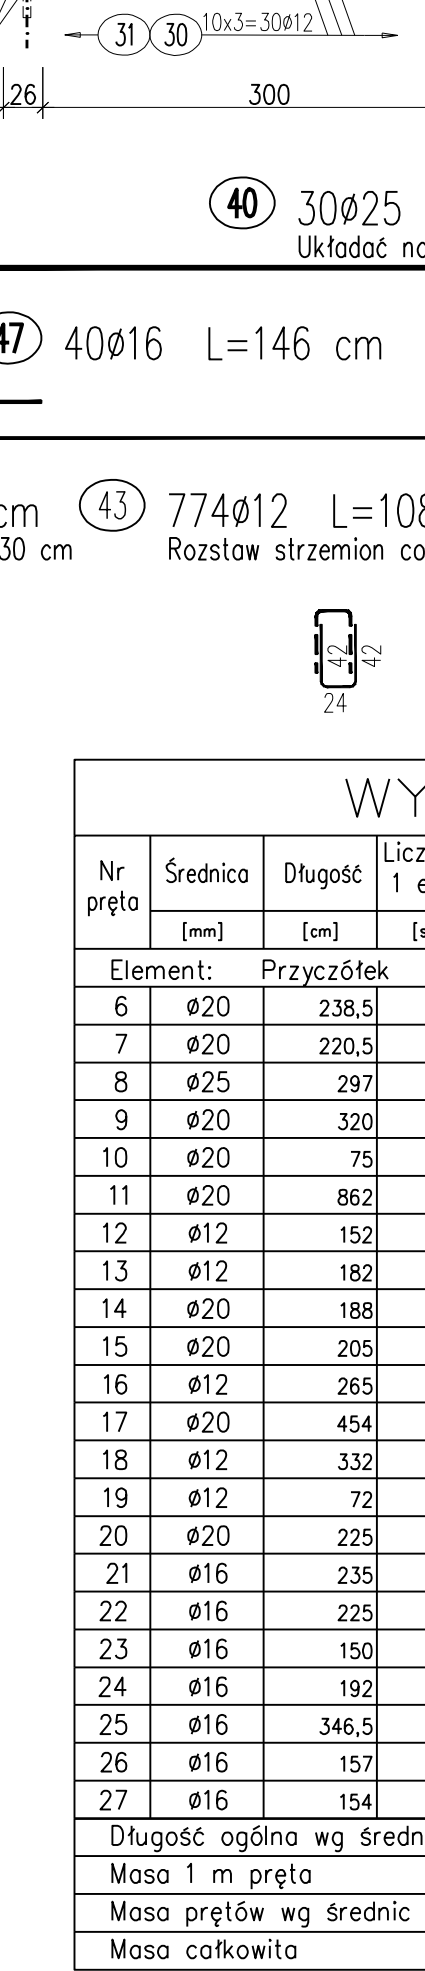 31 30 10x3=30ø12
26 300
40 30ø25
Układać
47 40ø16 L=146 cm
cm 43 774ø12 L=108
30 cm Rozstaw strzemion co
42 42
24
WY
Nr pręta Średnica Długość Licz
1 e
[mm] [cm] [s
Element: Przyczółek
6 ø20 238,5
7 ø20 220,5
8 ø25 297
9 ø20 320
10 ø20 75
11 ø20 862
12 ø12 152
13 ø12 182
14 ø20 188
15 ø20 205
16 ø12 265
17 ø20 454
18 ø12 332
19 ø12 72
20 ø20 225
21 ø16 235
22 ø16 225
23 ø16 150
24 ø16 192
25 ø16 346,5
26 ø16 157
27 ø16 154
Długość ogólna wg średn
Masa 1 m pręta
Masa prętów wg średnic
Masa całkowita